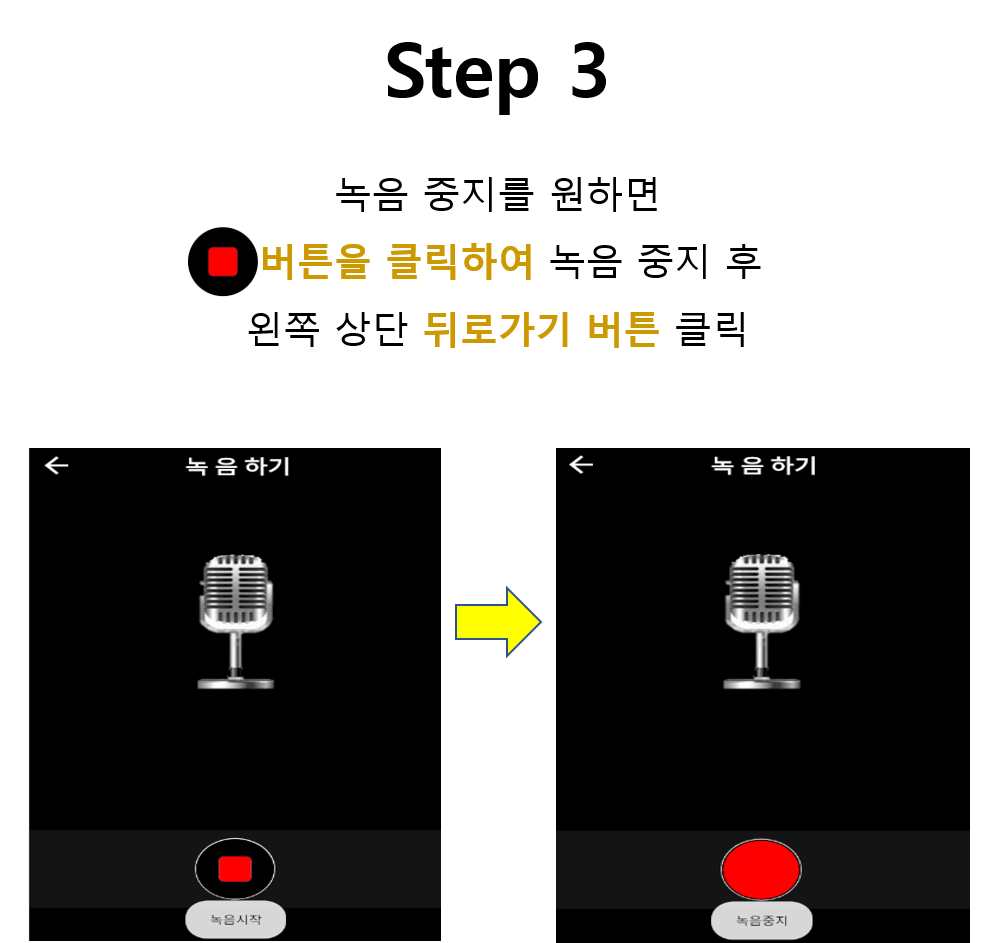 Step 3
녹음 중지를 원하면
버튼을 클릭하여 녹음 중지 후
왼쪽 상단 뒤로가기 버튼 클릭
녹 음 하기
녹 음 하기
녹음시작
녹음중지